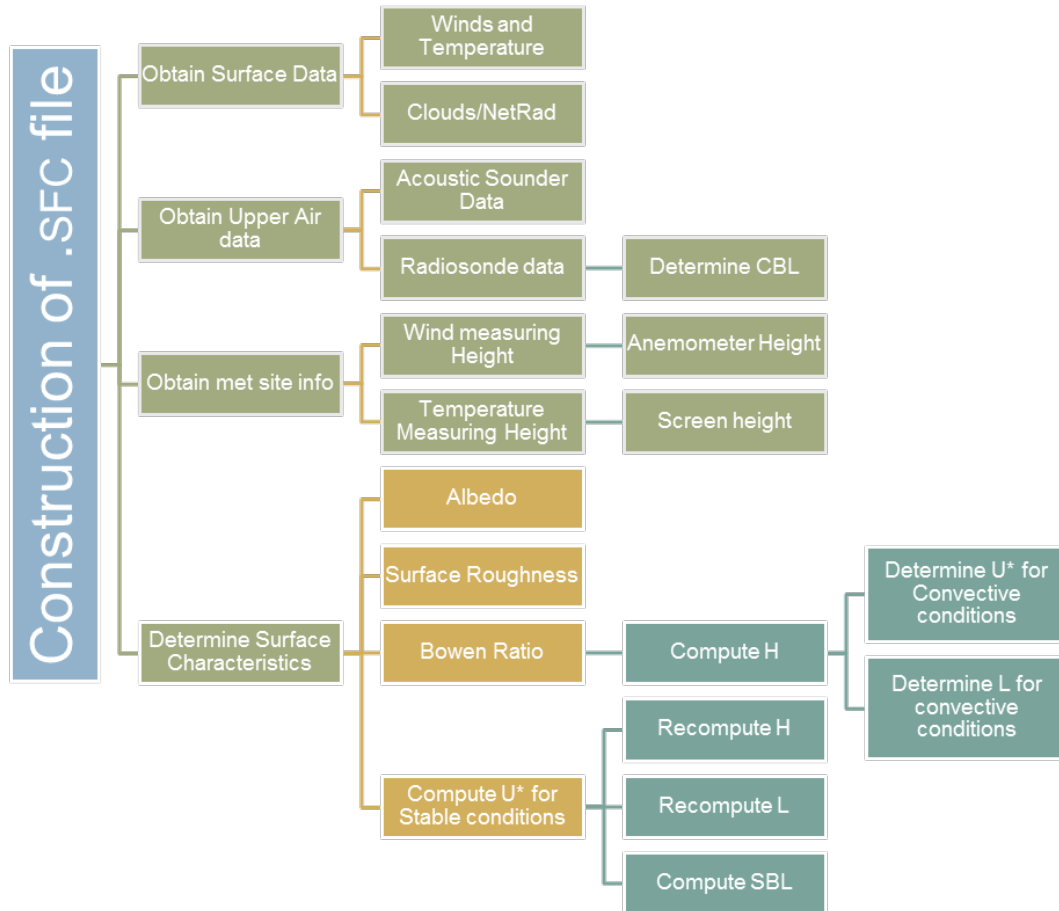 Construction of .SFC file
Obtain Surface Data
Winds and
Temperature
Clouds/NetRad
Obtain Upper Air
data
Acoustic Sounder
Data
Radiosonde data
Determine CBL
Obtain met site info
Wind measuring
Height
Anemometer Height
Temperature
Measuring Height
Screen height
Determine Surface
Characteristics
Albedo
Surface Roughness
Bowen Ratio
Compute H
Determine U* for
Convective
conditions
Determine L for
convective
conditions
Compute U* for
Stable conditions
Recompute H
Recompute L
Compute SBL